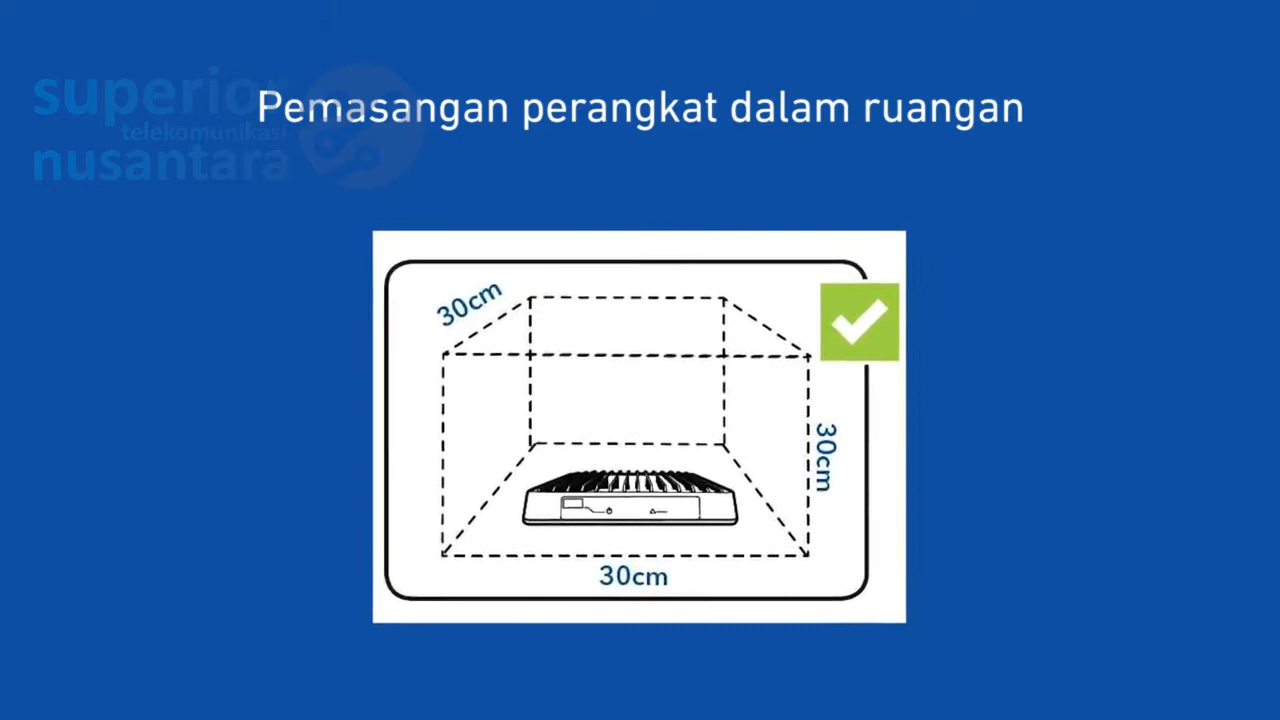 superior
telekomunikasi
nusantara
Pemasangan perangkat dalam ruangan
30cm
30cm
30cm